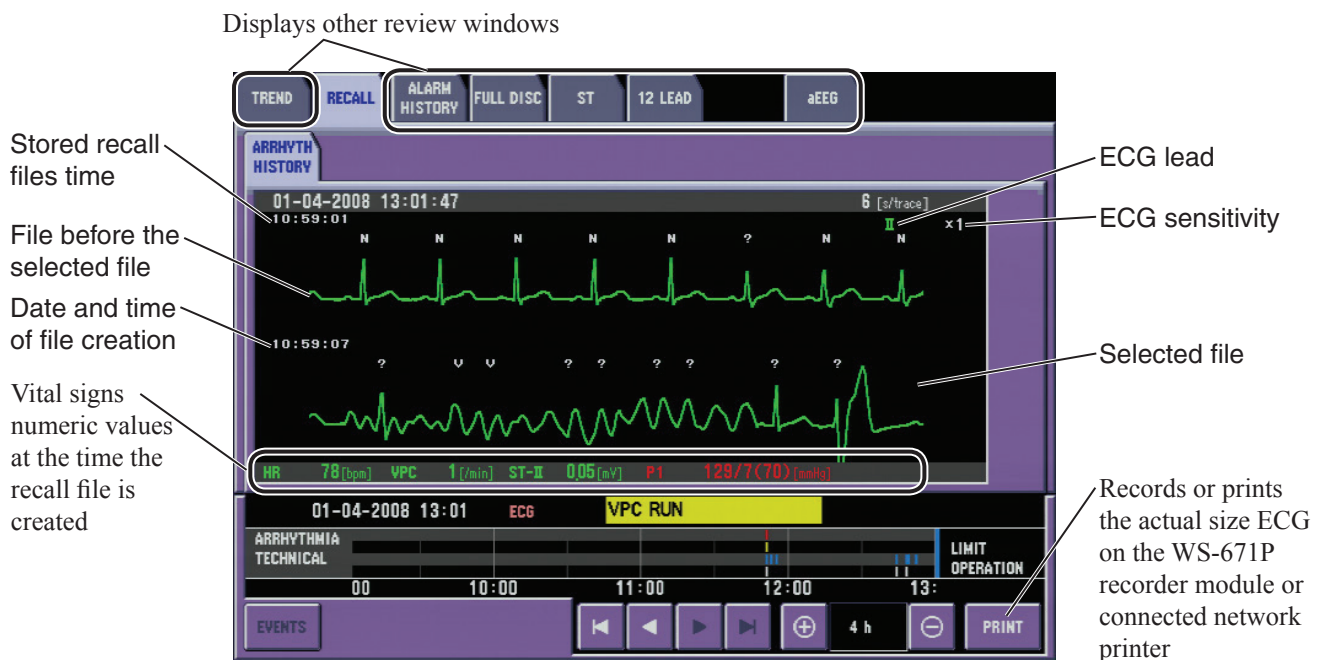 Displays other review windows
TREND
RECALL
ALARM
HISTORY
FULL DISC
ST
12 LEAD
aEEG
ARRHYTH
HISTORY
Stored recall
files time
File before the
selected file
Date and time
of file creation
Vital signs
numeric values
at the time the
recall file is
created
01-04-2008 13:01:47
6 [s/trace]
10:59:01
II
x1
N N N N N ? N N
10:59:07
? V V ? ? ? ? ? ?
HR 78[bpm] VPC 1[/min] ST-II 0.05[mV] P1 129/7(70)[mmHg]
ECG lead
ECG sensitivity
Selected file
Records or prints
the actual size ECG
on the WS-671P
recorder module or
connected network
printer
01-04-2008 13:01 ECG VPC RUN
ARRHYTHMIA
TECHNICAL
LIMIT
OPERATION
00 10:00 11:00 12:00 13:
EVENTS
4 h
PRINT